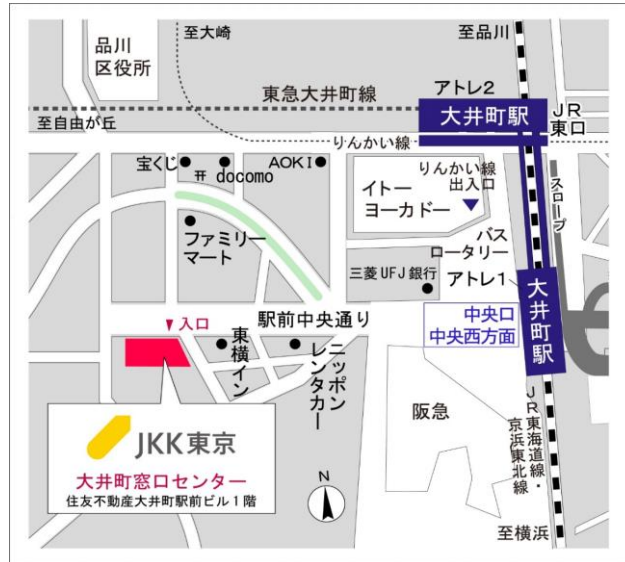 至大崎
至品川
品川
区役所
アトレ2
東急大井町線
大井町駅
JR
東口
至自由が丘
りんかい線
宝くじ
docomo
AOKI
りんかい線
出入口
イトー
ヨーカドー
スロープ
ファミリー
マート
バス
ロータリー
三菱UFJ銀行
アトレ1
大井町駅
中央口
中央西方面
駅前中央通り
入口
東横イン
ニッポン
レンタカー
阪急
JR東海道線・
京浜東北線
JKK東京
大井町窓口センター
住友不動産大井町駅前ビル1階
N
至横浜